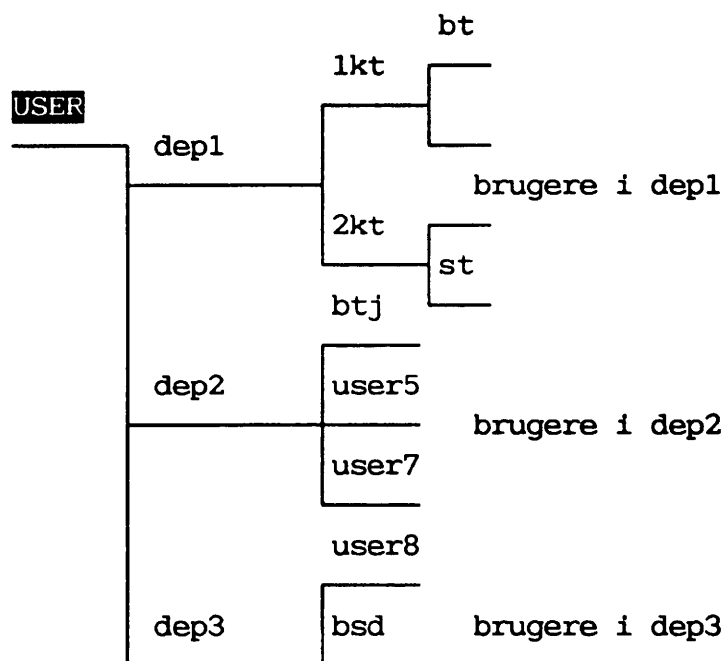 bt
1kt
USER
dep1
brugere i dep1
2kt
st
btj
dep2
user5
brugere i dep2
user7
user8
dep3
bsd
brugere i dep3